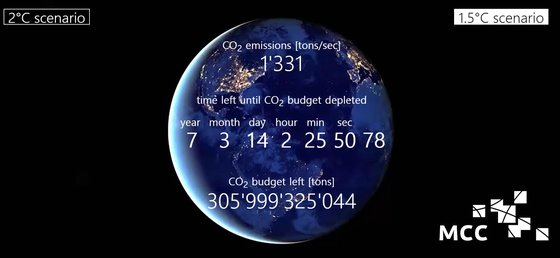 2°C scenario
1.5°C scenario
CO₂ emissions [tons/sec]
1'331
time left until CO₂ budget depleted
year month day hour min sec
7 3 14 2 25 50 78
CO₂ budget left [tons]
305'999'325'044
MCC